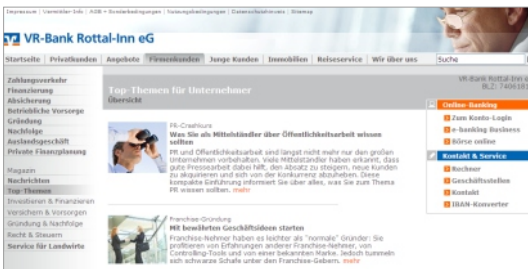 Impressum | Vermittler-Info | AGB + Sonderbedingungen | Nutzungsbedingungen | Datenschutzhinweis | Sitemap
VR-Bank Rottal-Inn eG
Startseite | Privatkunden | Angebote | Firmenkunden | Junge Kunden | Immobilien | Reiseservice | Wir über uns
Suche
Zahlungsverkehr
Finanzierung
Absicherung
Betriebliche Vorsorge
Gründung
Nachfolge
Auslandsgeschäft
Private Finanzplanung
Magazin
Nachrichten
Top-Themen
Investieren & Finanzieren
Versichern & Vorsorgen
Gründung & Nachfolge
Recht & Steuern
Service für Landwirte
Top-Themen für Unternehmer
Übersicht
PR-Crashkurs
Was Sie als Mittelständler über Öffentlichkeitsarbeit wissen
sollten
PR und Öffentlichkeitsarbeit sind längst nicht mehr nur den großen
Unternehmen vorbehalten. Viele Mittelständler haben erkannt, dass
gute Pressearbeit dabei hilft, den Absatz zu steigern, neue Kunden
zu akquirieren und sich von der Konkurrenz abzuheben. Diese
kompakte Einführung informiert Sie über alles, was Sie zum Thema
PR wissen sollten. mehr
Franchise-Gründung
Mit bewährten Geschäftsideen starten
Franchise-Nehmer haben es leichter als "normale" Gründer: Sie
profitieren von Erfahrungen anderer Franchise-Nehmer, von
Controlling-Tools und von einer bekannten Marke. Jedoch tummeln
sich schwarze Schafe unter den Franchise-Gebern. mehr
VR-Bank Rottal-Inn e
BLZ: 7406181
Online-Banking
Zum Konto-Login
e-banking Business
Börse online
Kontakt & Service
Rechner
Geschäftsstellen
Kontakt
IBAN-Konverter